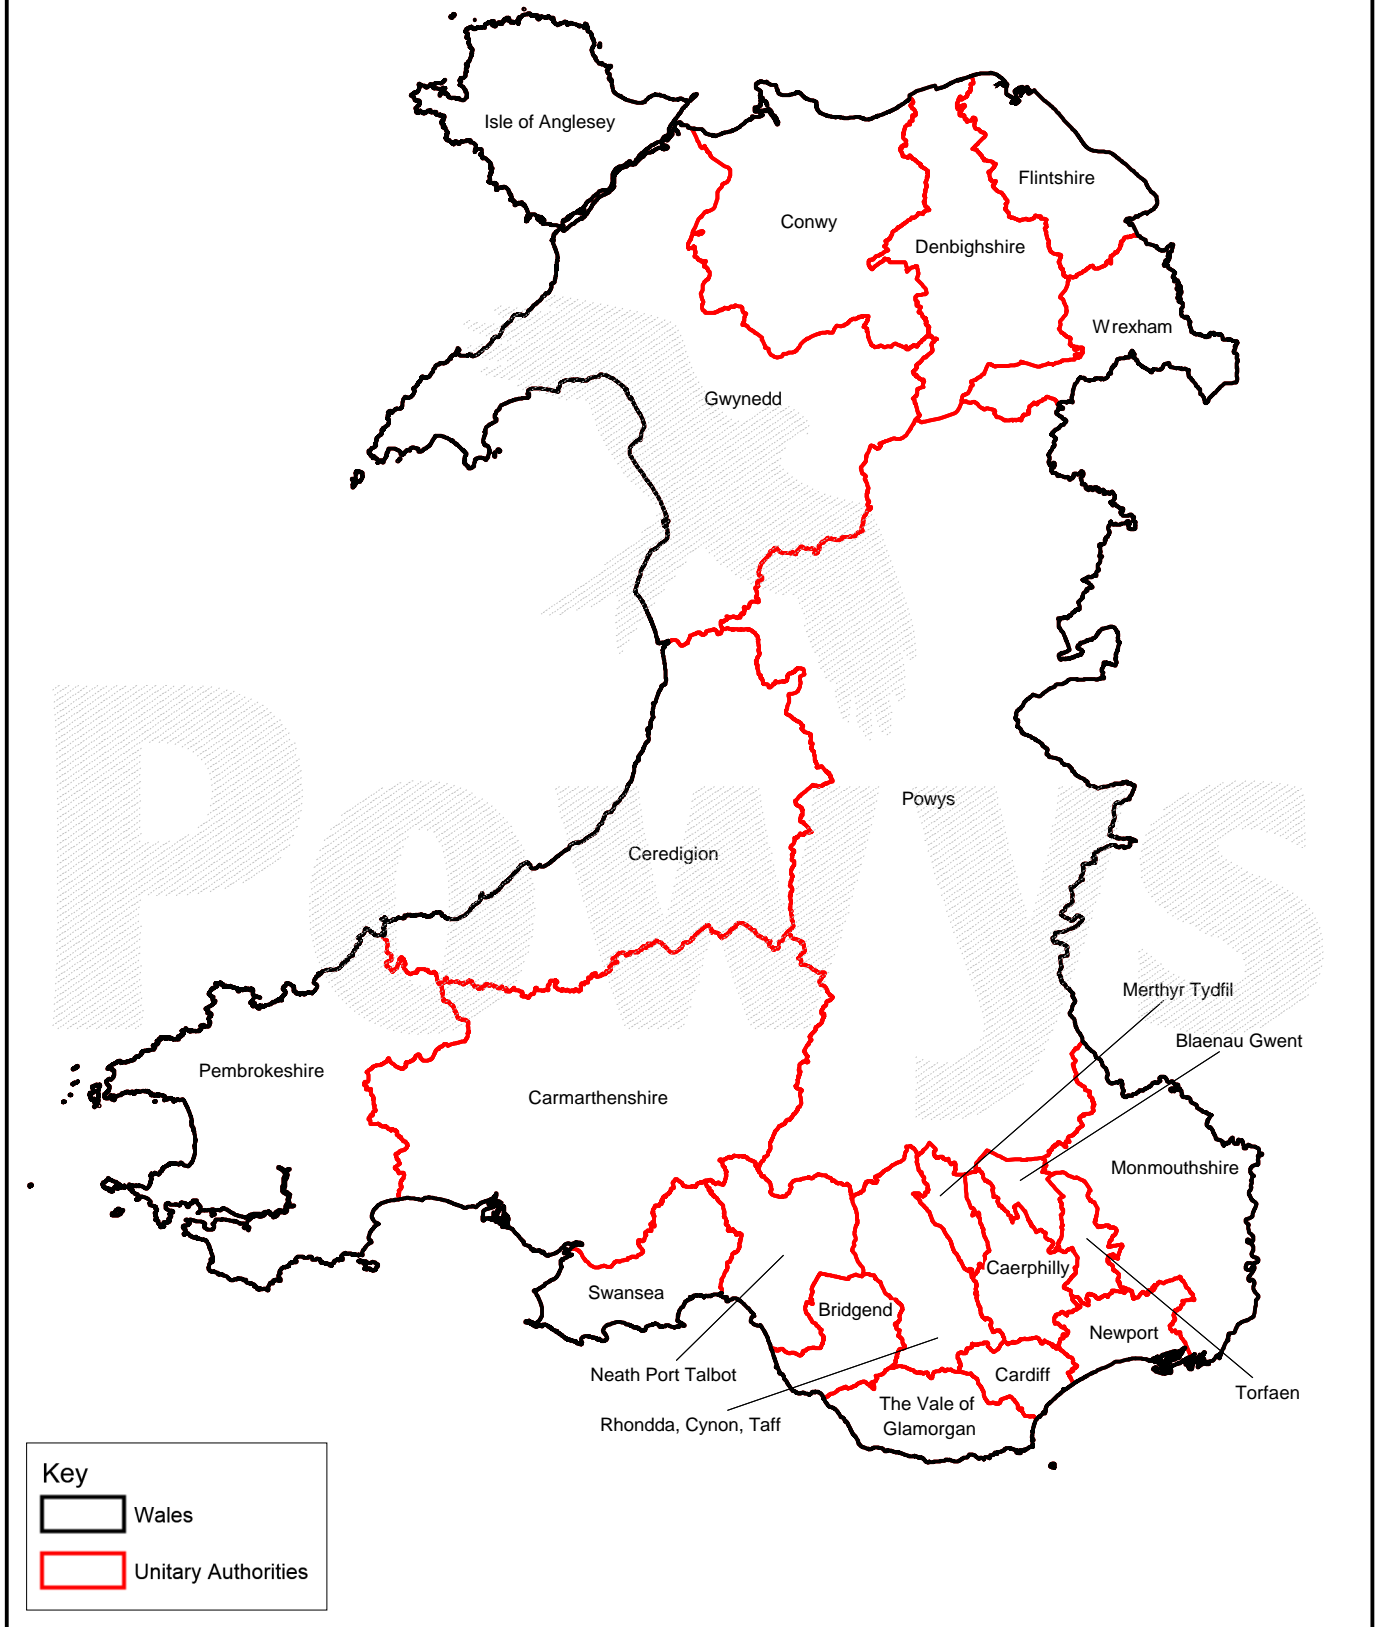 Isle of Anglesey
Flintshire
Conwy
Denbighshire
Wrexham
Gwynedd
Powys
Ceredigion
Merthyr Tydfil
Blaenau Gwent
Pembrokeshire
Carmarthenshire
Monmouthshire
Caerphilly
Swansea
Bridgend
Newport
Neath Port Talbot
Cardiff
Torfaen
The Vale of
Glamorgan
Rhondda, Cynon, Taff
Powys
Key
Wales
Unitary Authorities